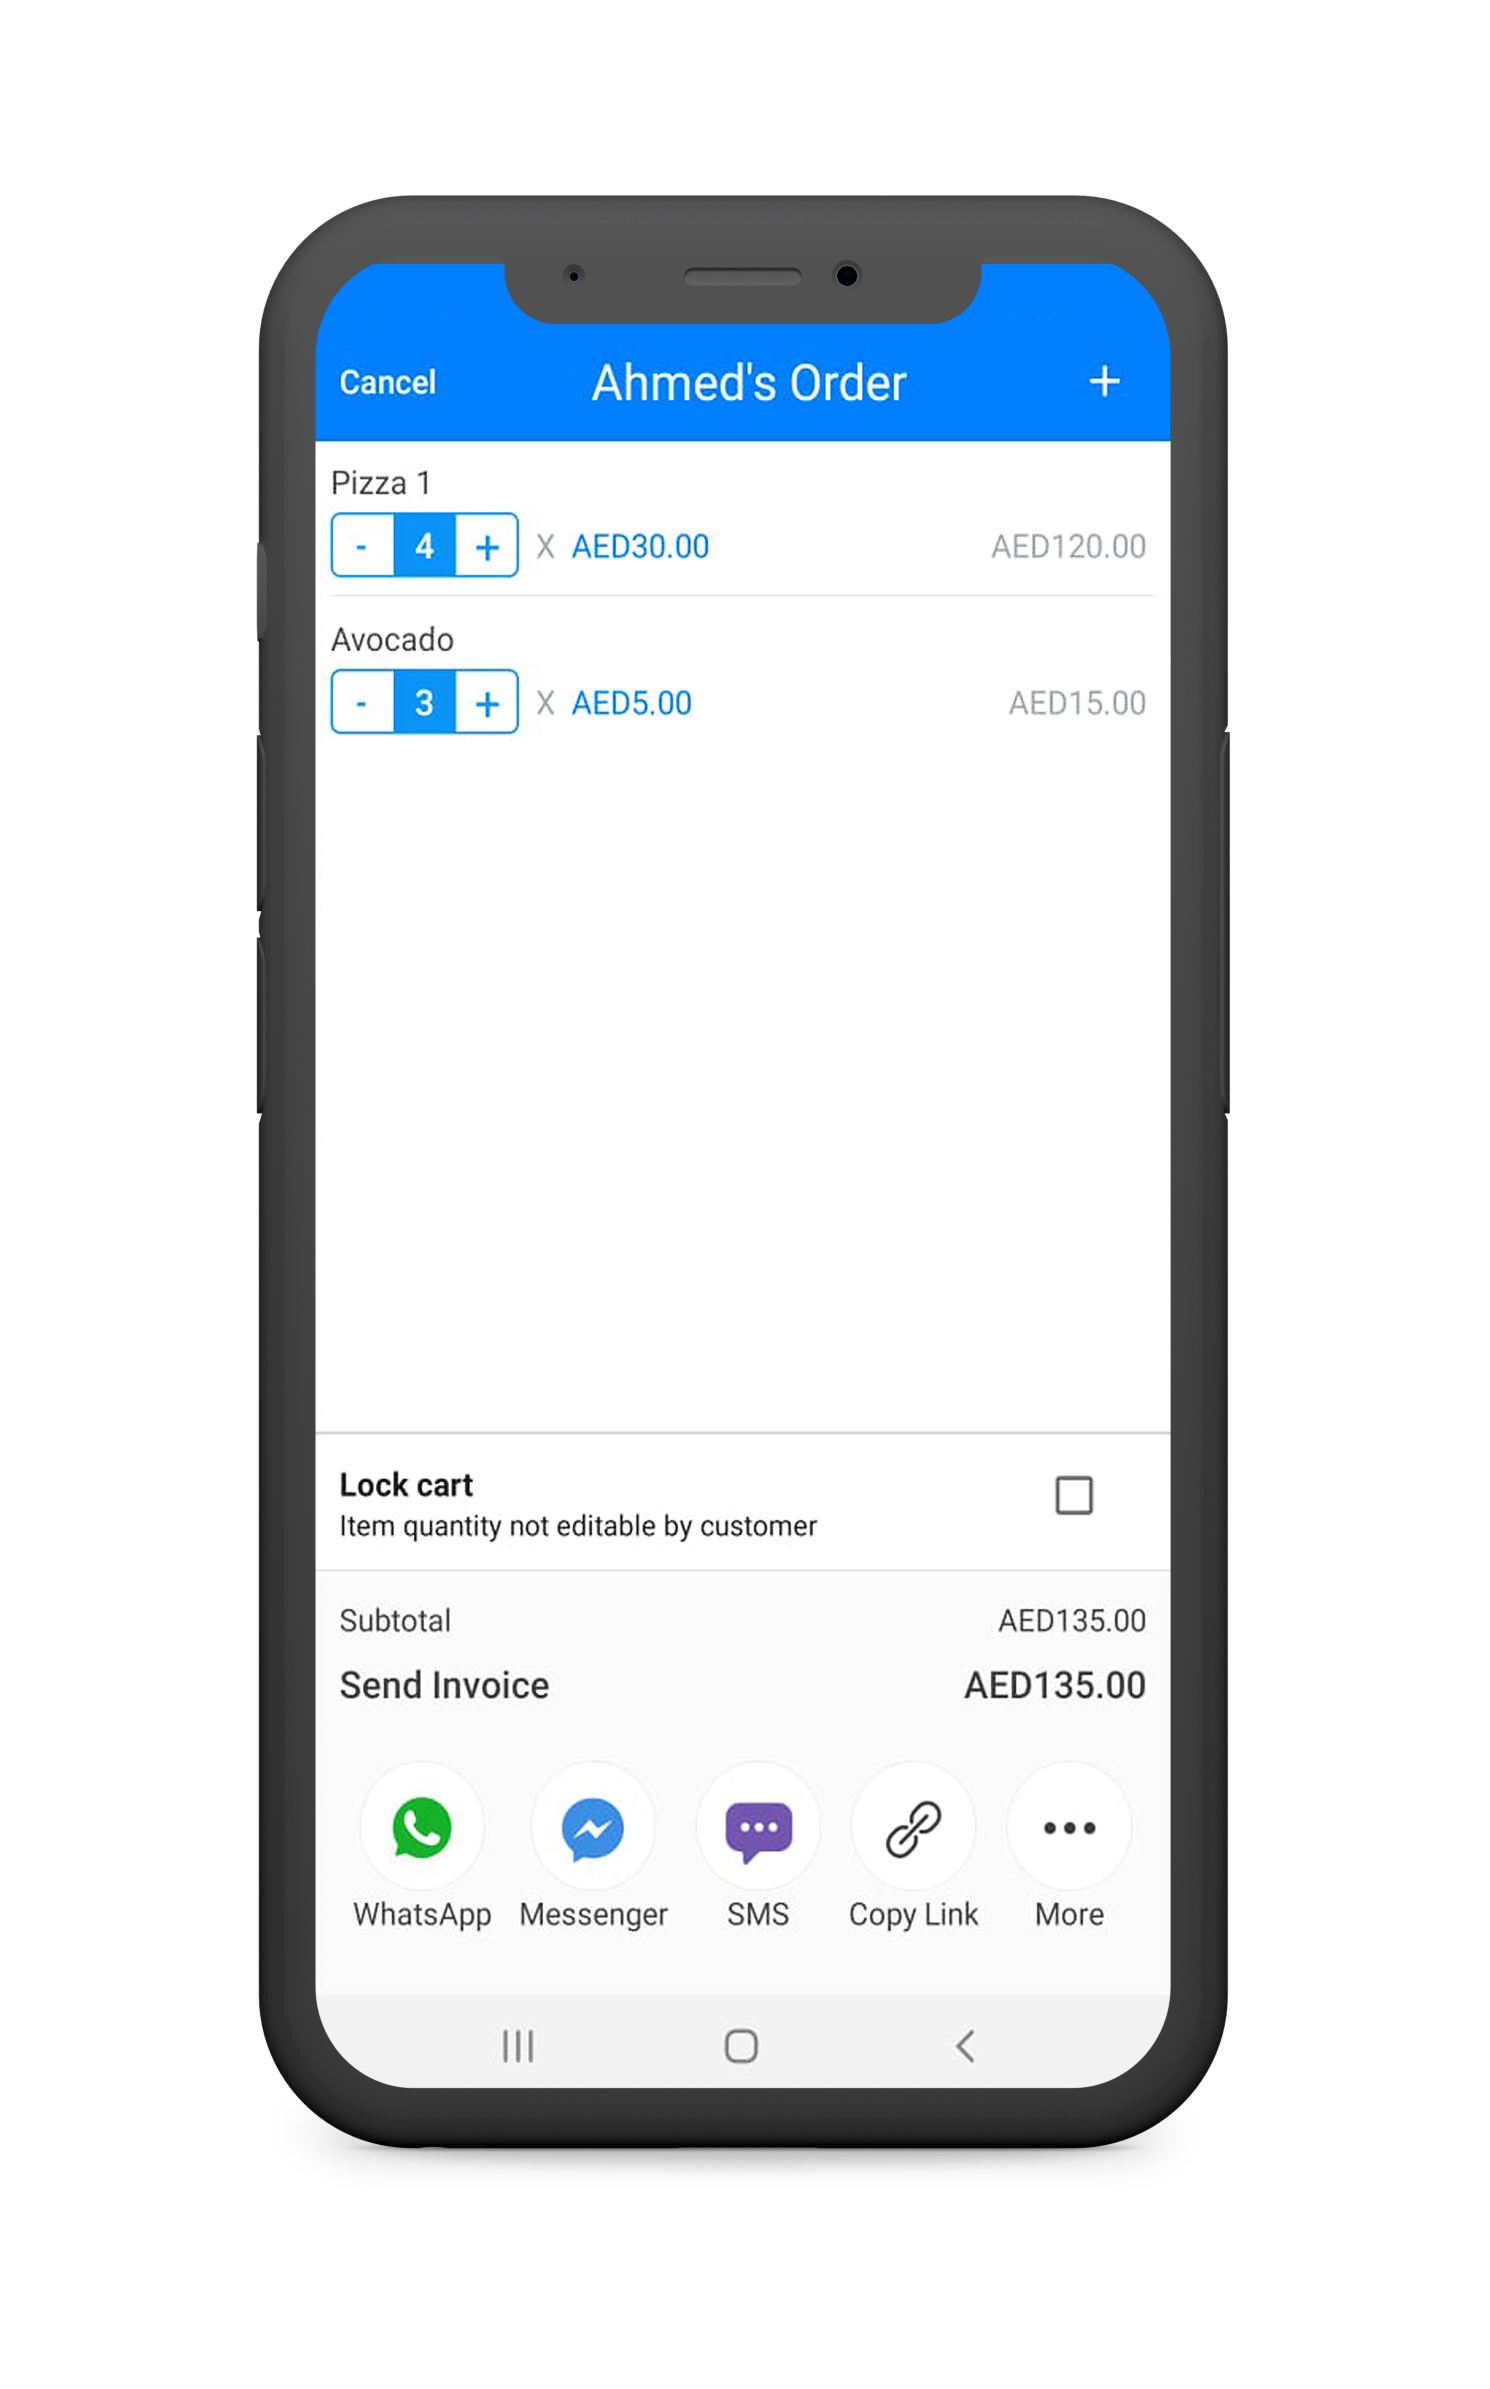 Cancel Ahmed's Order +
Pizza 1
- 4 + X AED30.00 AED120.00
Avocado
- 3 + X AED5.00 AED15.00
Lock cart
Item quantity not editable by customer
Subtotal AED135.00
Send Invoice AED135.00
WhatsApp Messenger SMS Copy Link More